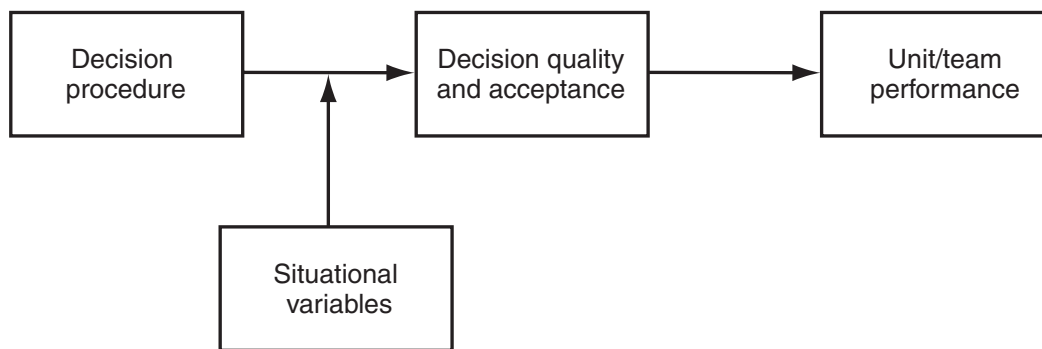 Decision
procedure
Decision quality
and acceptance
Unit/team
performance
Situational
variables